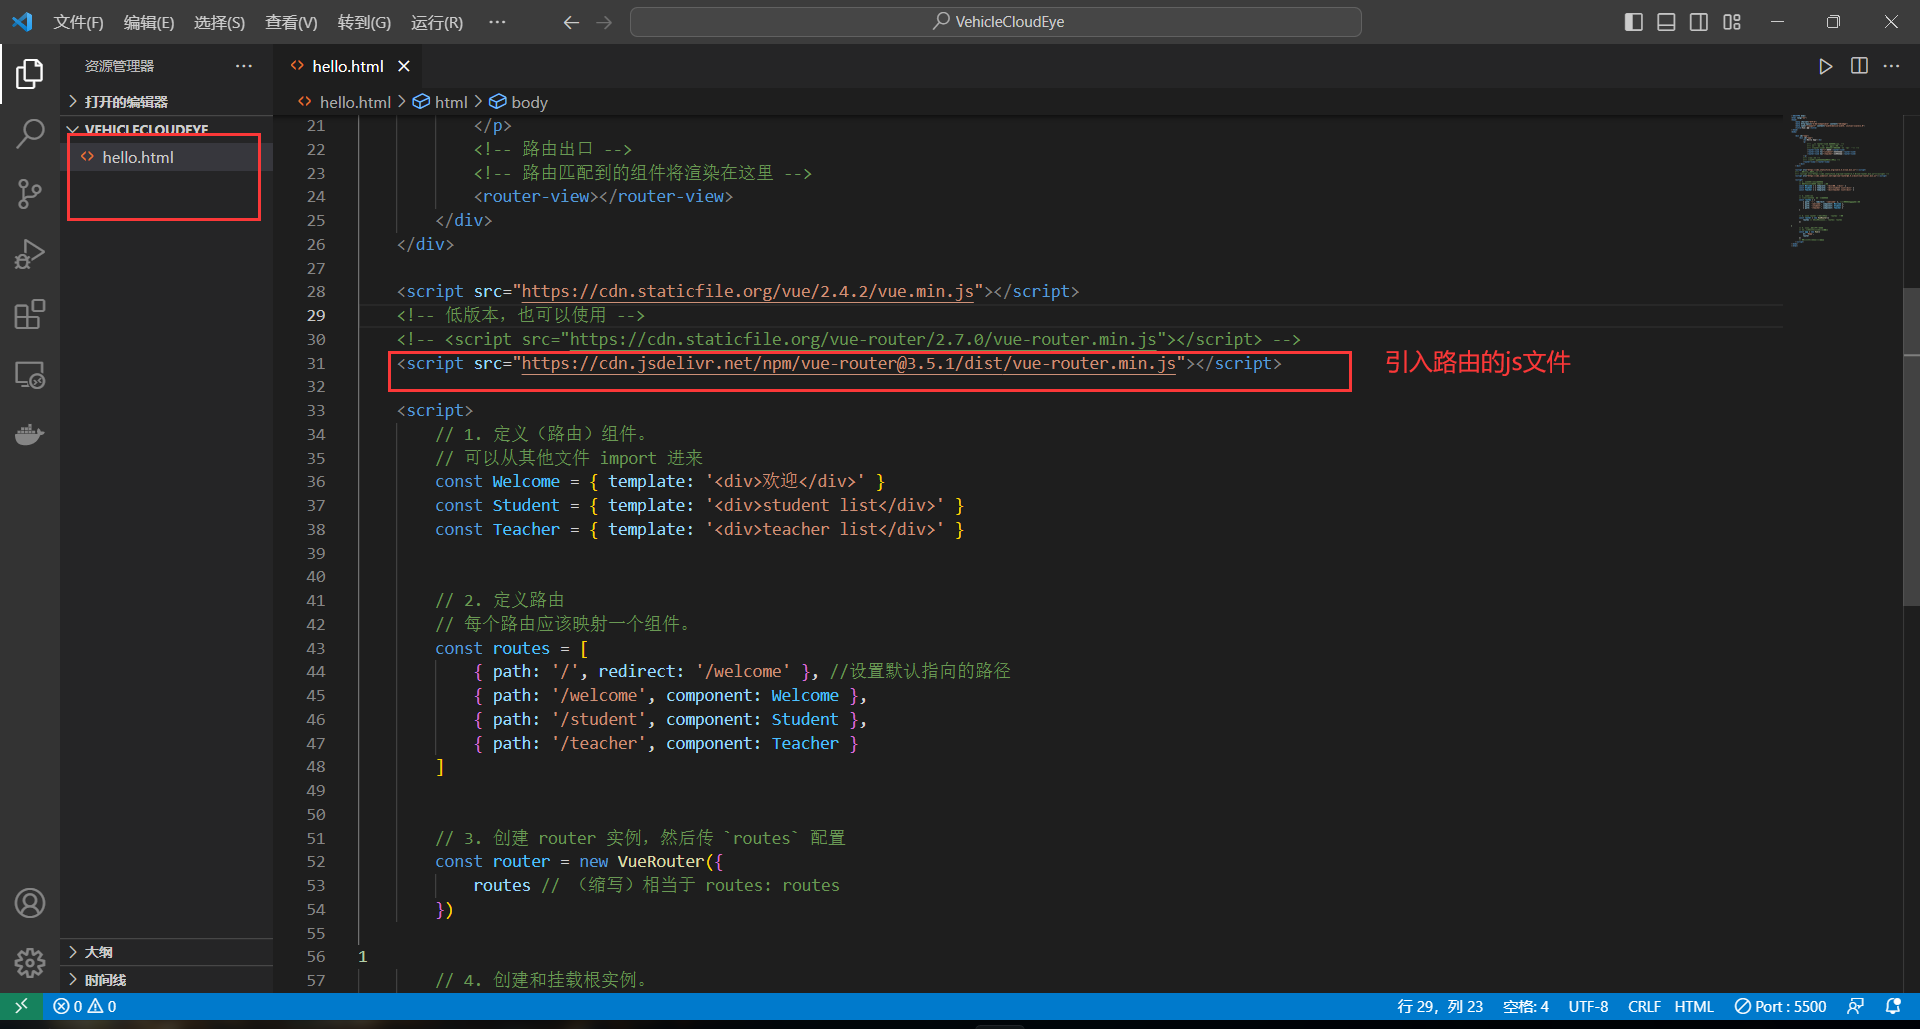 文件(F) 编辑(E) 选择(S) 查看(V) 转到(G) 运行(R) ··· VehicleCloudEye
资源管理器 ···
打开的编辑器
VEHICLECLOUDEYE
hello.html
hello.html
hello.html > html > body
21 </p>
22 <!-- 路由出口 -->
23 <!-- 路由匹配到的组件将渲染在这里 -->
24 <router-view></router-view>
25 </div>
26 </div>
27
28 <script src="https://cdn.staticfile.org/vue/2.4.2/vue.min.js"></script>
29 <!-- 低版本，也可以使用 -->
30 <!-- <script src="https://cdn.staticfile.org/vue-router/2.7.0/vue-router.min.js"></script> -->
31 <script src="https://cdn.jsdelivr.net/npm/vue-router@3.5.1/dist/vue-router.min.js"></script>
引入路由的js文件
32
33 <script>
34 // 1. 定义（路由）组件。
35 // 可以从其他文件 import 进来
36 const Welcome = { template: '<div>欢迎</div>' }
37 const Student = { template: '<div>student list</div>' }
38 const Teacher = { template: '<div>teacher list</div>' }
39
40
41 // 2. 定义路由
42 // 每个路由应该映射一个组件。
43 const routes = [
44 { path: '/', redirect: '/welcome' }, //设置默认指向的路径
45 { path: '/welcome', component: Welcome },
46 { path: '/student', component: Student },
47 { path: '/teacher', component: Teacher }
48 ]
49
50
51 // 3. 创建 router 实例，然后传 `routes` 配置
52 const router = new VueRouter({
53 routes // （缩写）相当于 routes: routes
54 })
55
56 1
57 // 4. 创建和挂载根实例。
大纲
时间线
0 0 行 29，列 23 空格: 4 UTF-8 CRLF HTML Port : 5500